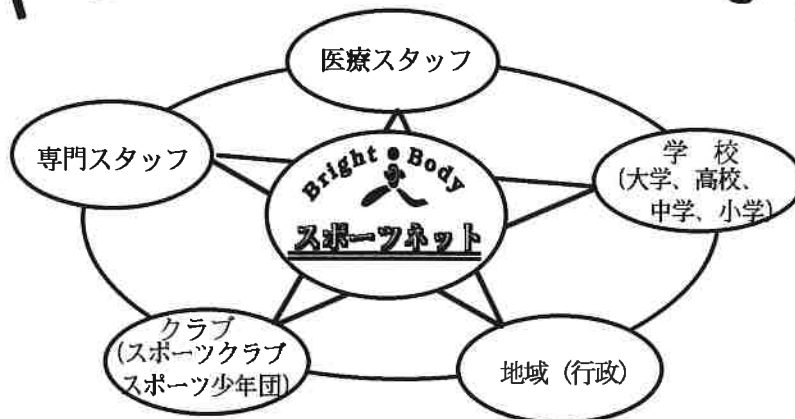 医療スタッフ
専門スタッフ
Bright Body
スポーツネット
学 校
(大学、高校、
中学、小学)
クラブ
(スポーツクラブ
スポーツ少年団)
地域 (行政)